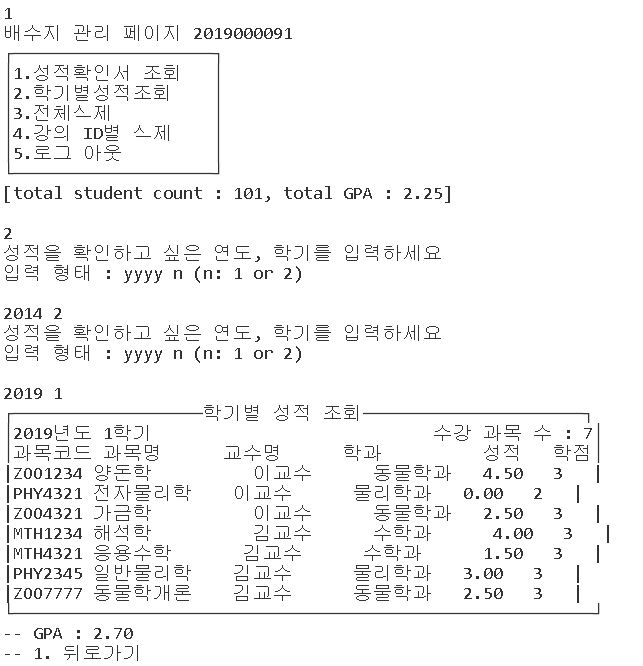 1
배수지 관리 페이지 2019000091
1.성적확인서 조회
2.학기별성적조회
3.전체스제
4.강의 ID별 스제
5.로그 아웃
[total student count : 101, total GPA : 2.25]
2
성적을 확인하고 싶은 연도, 학기를 입력하세요
입력 형태 : yyyy n (n: 1 or 2)
2014 2
성적을 확인하고 싶은 연도, 학기를 입력하세요
입력 형태 : yyyy n (n: 1 or 2)
2019 1
학기별 성적 조회
2019년도 1학기 수강 과목 수 : 7
과목코드 과목명 교수명 학과 성적 학점
ZOO1234 양돈학 이교수 동물학과 4.50 3
PHY4321 전자물리학 이교수 물리학과 0.00 2
ZOO4321 가금학 이교수 동물학과 2.50 3
MTH1234 해석학 김교수 수학과 4.00 3
MTH4321 응용수학 김교수 수학과 1.50 3
PHY2345 일반물리학 김교수 물리학과 3.00 3
ZOO7777 동물학개론 김교수 동물학과 2.50 3
-- GPA : 2.70
-- 1. 뒤로가기